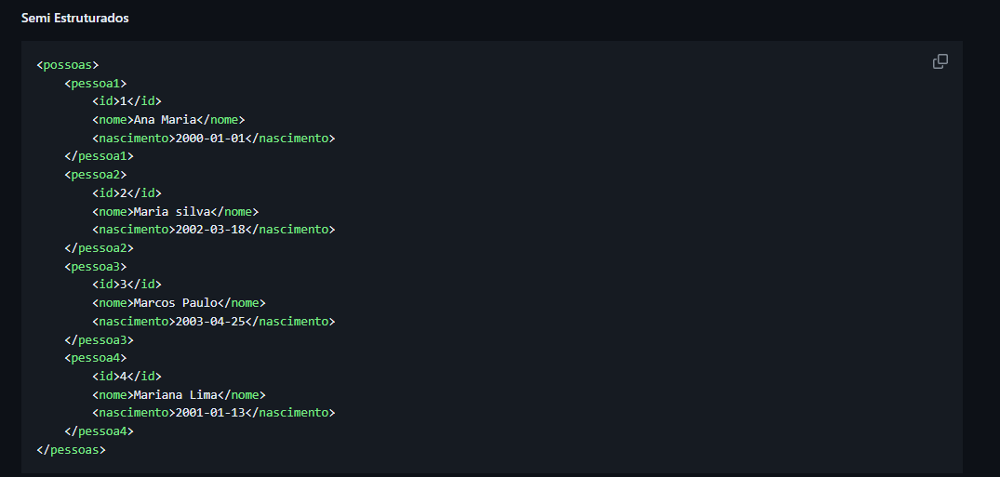 Semi Estruturados
<possoas>
    <pessoa1>
        <id>1</id>
        <nome>Ana Maria</nome>
        <nascimento>2000-01-01</nascimento>
    </pessoa1>
    <pessoa2>
        <id>2</id>
        <nome>Maria silva</nome>
        <nascimento>2002-03-18</nascimento>
    </pessoa2>
    <pessoa3>
        <id>3</id>
        <nome>Marcos Paulo</nome>
        <nascimento>2003-04-25</nascimento>
    </pessoa3>
    <pessoa4>
        <id>4</id>
        <nome>Mariana Lima</nome>
        <nascimento>2001-01-13</nascimento>
    </pessoa4>
</pessoas>